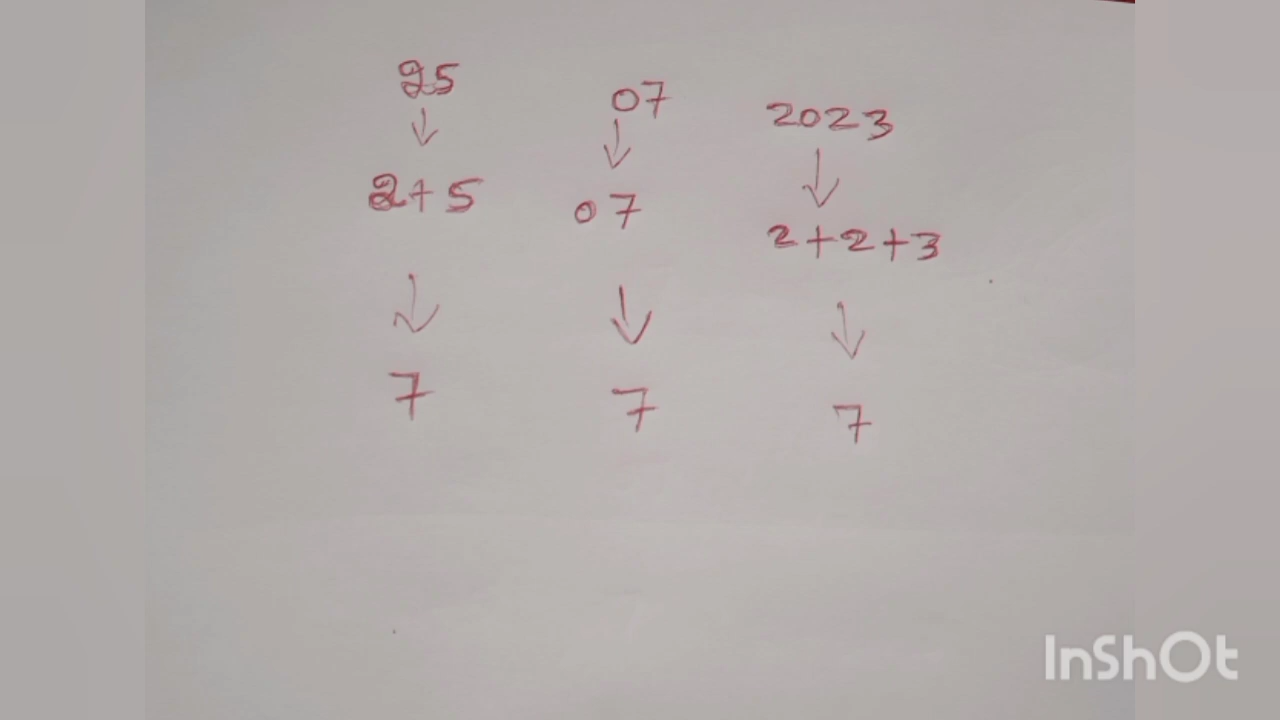 25 07 2023
↓ ↓ ↓
2+5 07 2+2+3
↓ ↓ ↓
7 7 7
InShOt